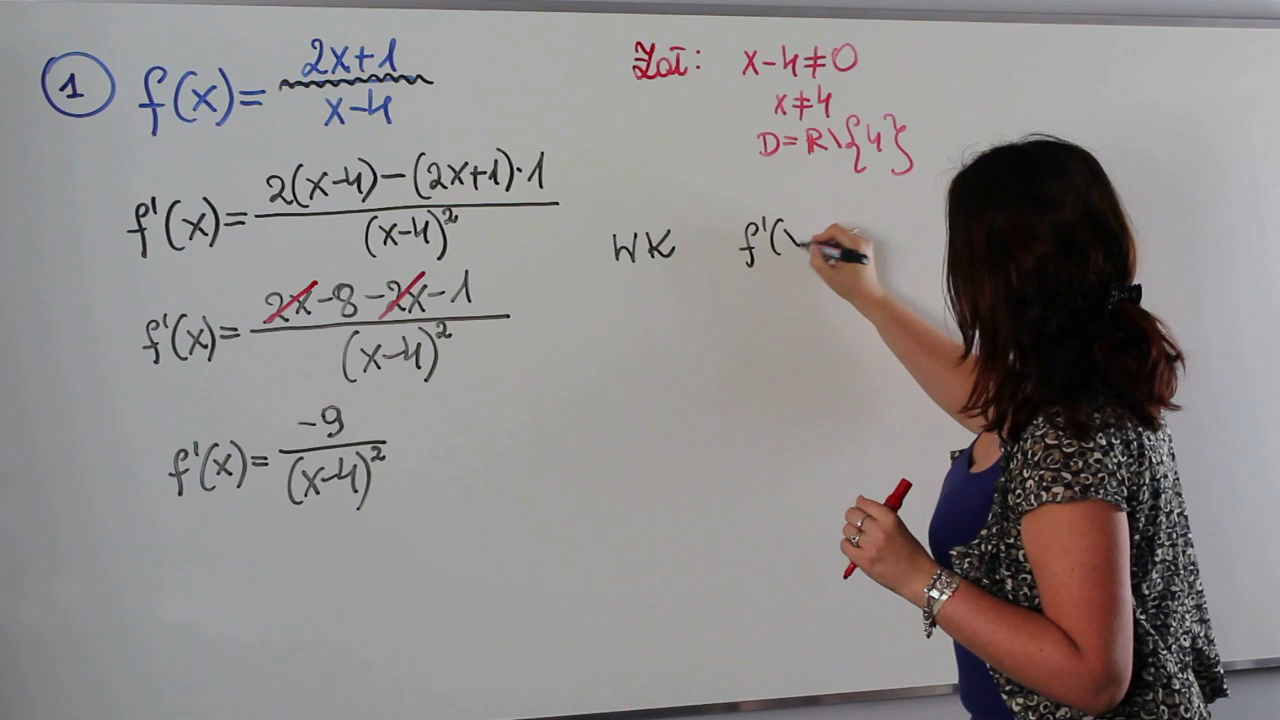 1 f(x)= 2x+1
x-4
Zał: x-4≠0
x≠4
D=R\{4}
f'(x)= 2(x-4)-(2x+1)·1
(x-4)²
WK f'(
f'(x)= 2x-8-2x-1
(x-4)²
f'(x)= -9
(x-4)²